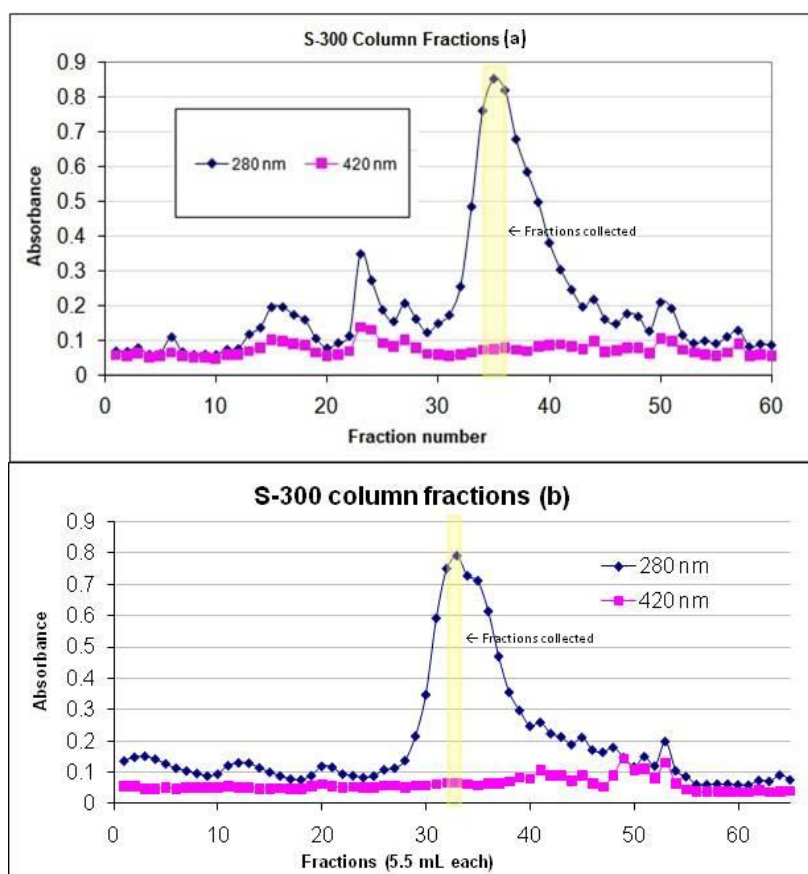 S-300 Column Fractions (a)
0.9
0.8
0.7
0.6
0.5
0.4
0.3
0.2
0.1
0
Absorbance
280 nm 420 nm
← Fractions collected
0 10 20 30 40 50 60
Fraction number
S-300 column fractions (b)
0.9
0.8
0.7
0.6
0.5
0.4
0.3
0.2
0.1
0
Absorbance
280 nm
420 nm
← Fractions collected
0 10 20 30 40 50 60
Fractions (5.5 mL each)